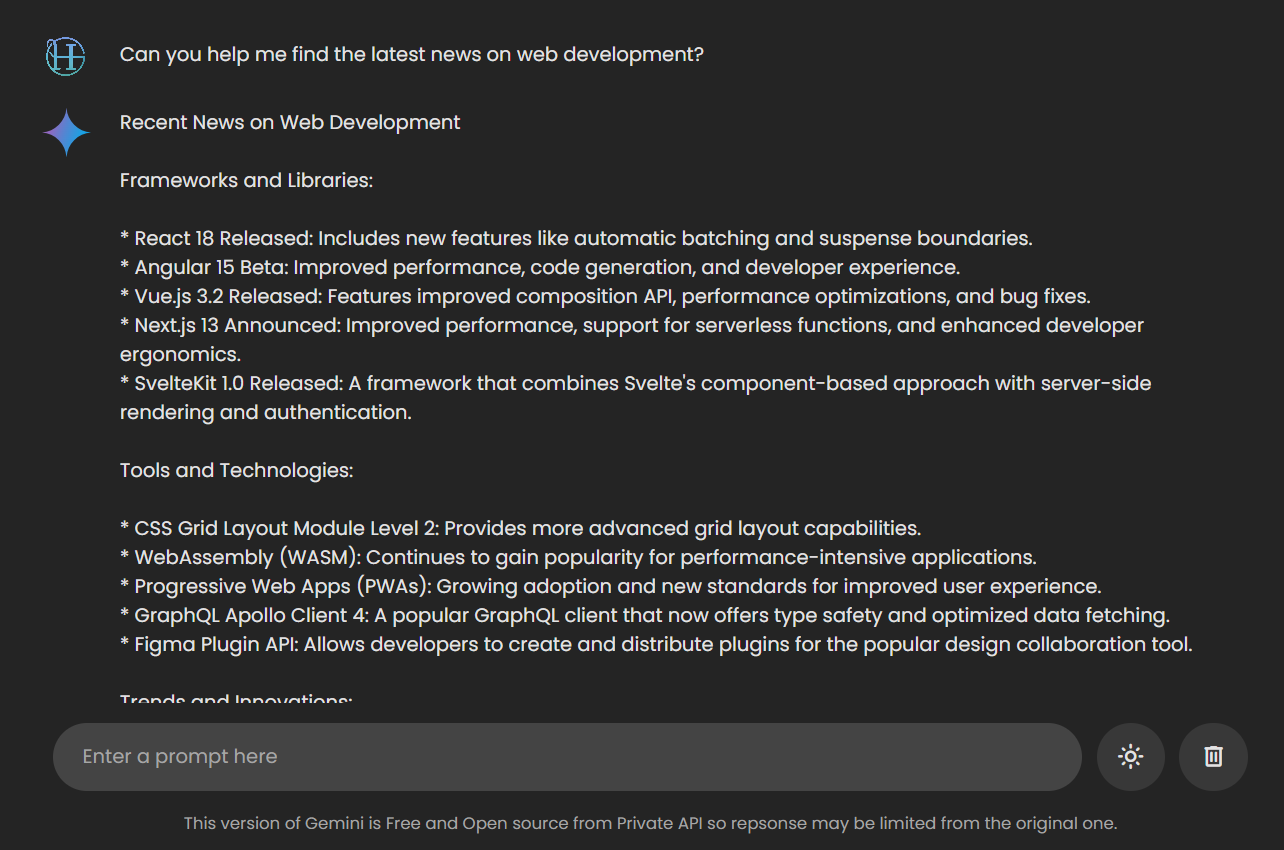 Can you help me find the latest news on web development?
Recent News on Web Development
Frameworks and Libraries:
* React 18 Released: Includes new features like automatic batching and suspense boundaries.
* Angular 15 Beta: Improved performance, code generation, and developer experience.
* Vue.js 3.2 Released: Features improved composition API, performance optimizations, and bug fixes.
* Next.js 13 Announced: Improved performance, support for serverless functions, and enhanced developer
ergonomics.
* SvelteKit 1.0 Released: A framework that combines Svelte's component-based approach with server-side
rendering and authentication.
Tools and Technologies:
* CSS Grid Layout Module Level 2: Provides more advanced grid layout capabilities.
* WebAssembly (WASM): Continues to gain popularity for performance-intensive applications.
* Progressive Web Apps (PWAs): Growing adoption and new standards for improved user experience.
* GraphQL Apollo Client 4: A popular GraphQL client that now offers type safety and optimized data fetching.
* Figma Plugin API: Allows developers to create and distribute plugins for the popular design collaboration tool.
Trends and Innovations:
Enter a prompt here
This version of Gemini is Free and Open source from Private API so repsonse may be limited from the original one.